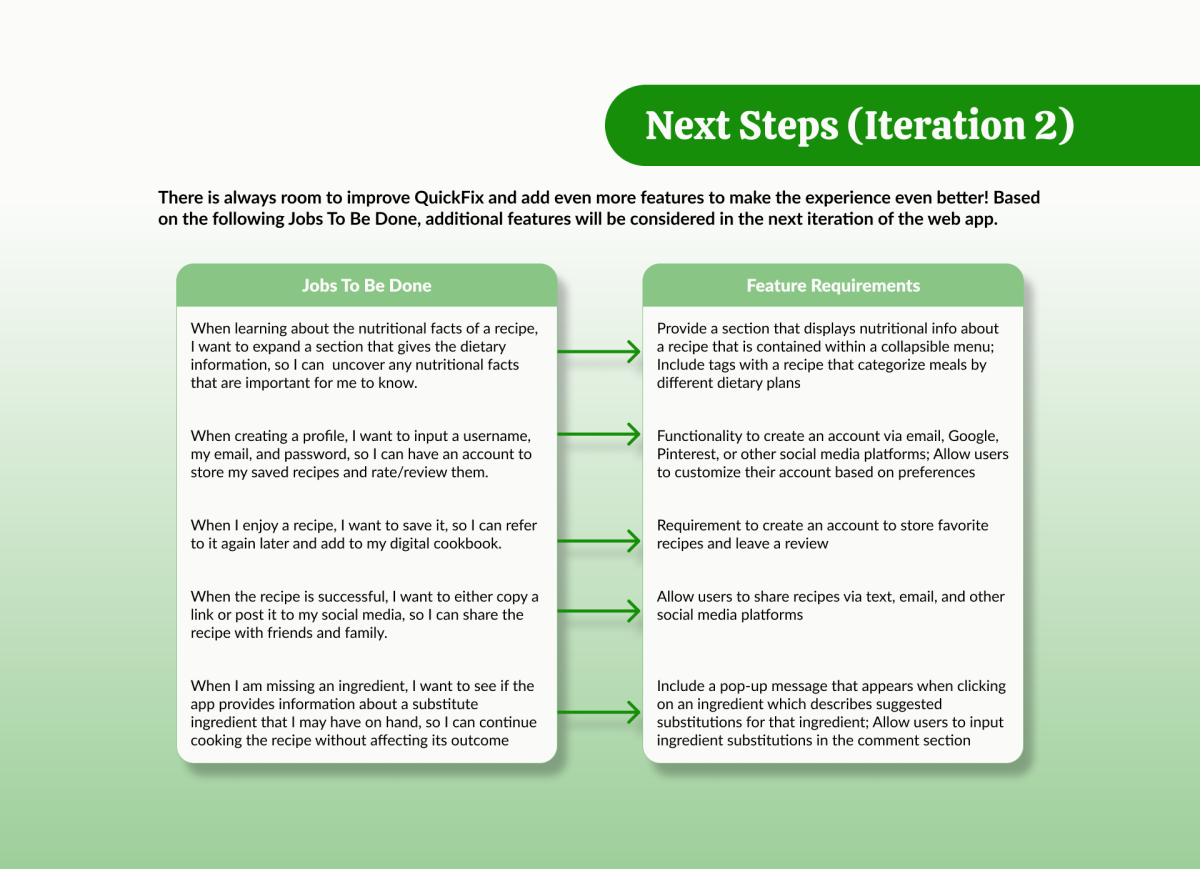 Next Steps (Iteration 2)
There is always room to improve QuickFix and add even more features to make the experience even better! Based
on the following Jobs To Be Done, additional features will be considered in the next iteration of the web app.
Jobs To Be Done
When learning about the nutritional facts of a recipe,
I want to expand a section that gives the dietary
information, so I can  uncover any nutritional facts
that are important for me to know.
When creating a profile, I want to input a username,
my email, and password, so I can have an account to
store my saved recipes and rate/review them.
When I enjoy a recipe, I want to save it, so I can refer
to it again later and add to my digital cookbook.
When the recipe is successful, I want to either copy a
link or post it to my social media, so I can share the
recipe with friends and family.
When I am missing an ingredient, I want to see if the
app provides information about a substitute
ingredient that I may have on hand, so I can continue
cooking the recipe without affecting its outcome
Feature Requirements
Provide a section that displays nutritional info about
a recipe that is contained within a collapsible menu;
Include tags with a recipe that categorize meals by
different dietary plans
Functionality to create an account via email, Google,
Pinterest, or other social media platforms; Allow users
to customize their account based on preferences
Requirement to create an account to store favorite
recipes and leave a review
Allow users to share recipes via text, email, and other
social media platforms
Include a pop-up message that appears when clicking
on an ingredient which describes suggested
substitutions for that ingredient; Allow users to input
ingredient substitutions in the comment section